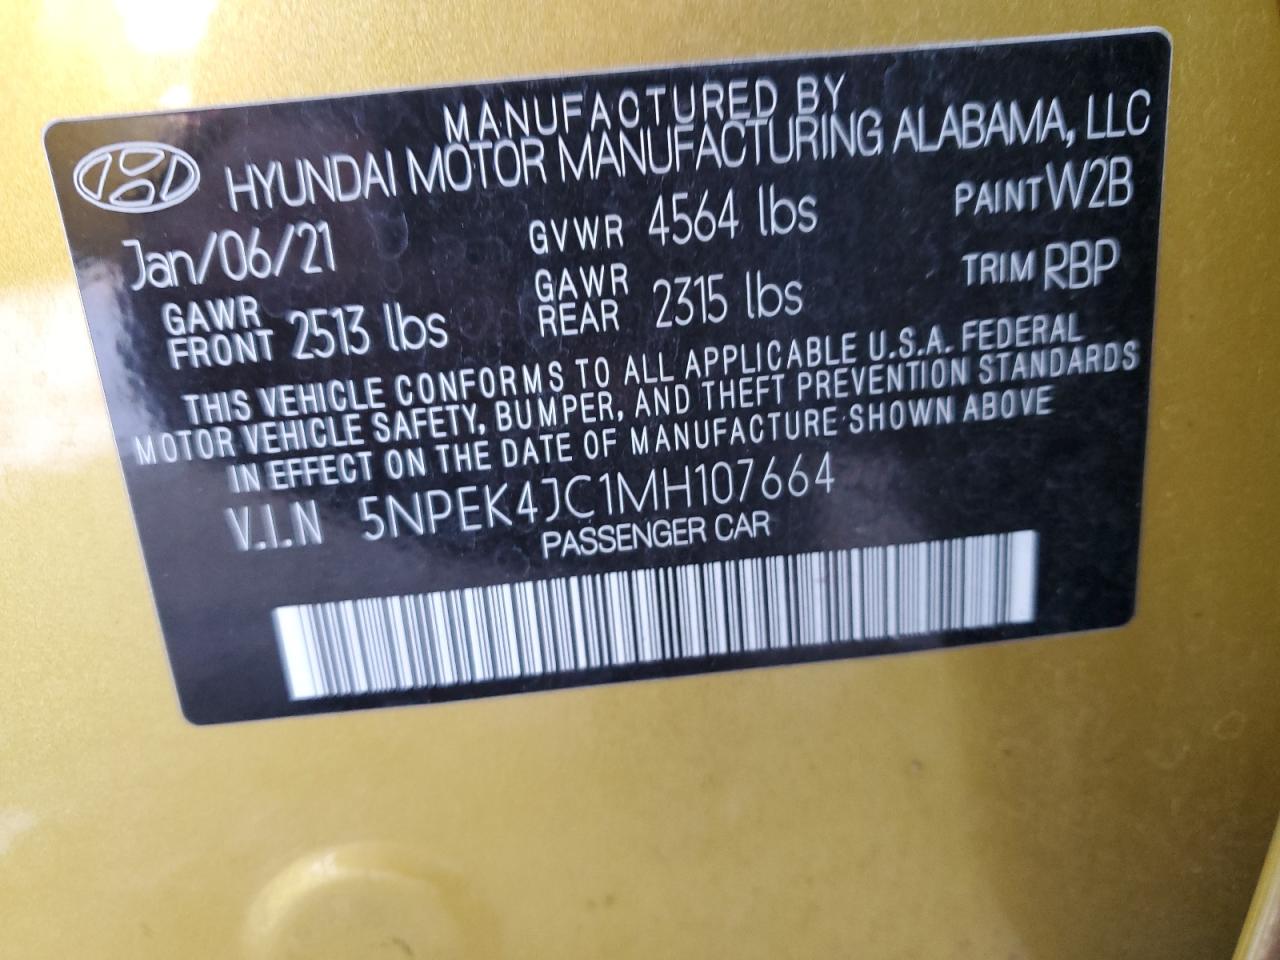 MANUFACTURED BY
HYUNDAI MOTOR MANUFACTURING ALABAMA, LLC
Jan/06/21 GVWR 4564 lbs PAINT W2B
GAWR FRONT 2513 lbs GAWR REAR 2315 lbs TRIM RBP
THIS VEHICLE CONFORMS TO ALL APPLICABLE U.S.A. FEDERAL
MOTOR VEHICLE SAFETY, BUMPER, AND THEFT PREVENTION STANDARDS
IN EFFECT ON THE DATE OF MANUFACTURE SHOWN ABOVE
V.I.N 5NPEK4JC1MH107664
PASSENGER CAR